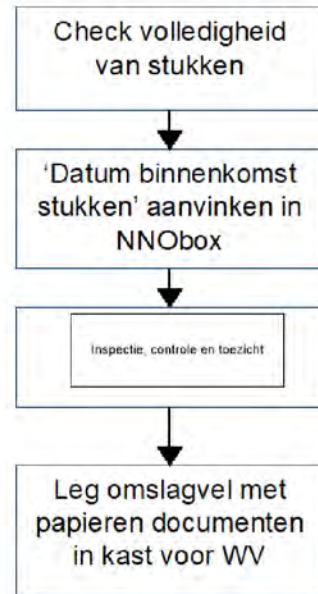 Check volledigheid
van stukken
‘Datum binnenkomst
stukken’ aanvinken in
NNObox
Inspectie, controle en toezicht
Leg omslagvel met
papieren documenten
in kast voor WV